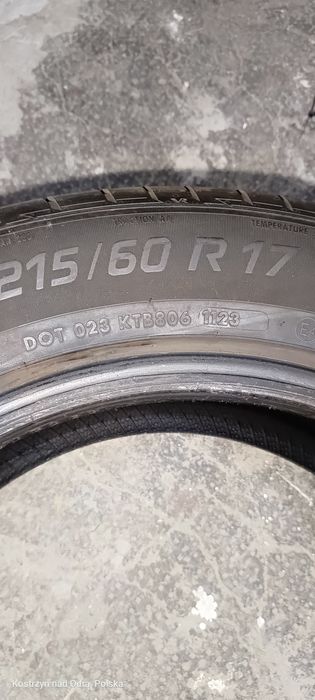 TEMPERATURE
215/60 R 17
DOT 023 KTB806 1123
E
Kostrzyn nad Odrą, Polska